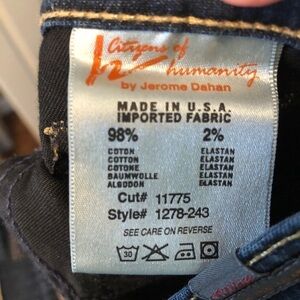 Citizens of
humanity
by Jerome Dahan
MADE IN U.S.A.
IMPORTED FABRIC
98% 2%
COTON ELASTAN
COTTON ELASTAN
COTONE ELASTAN
BAUMWOLLE ELASTAN
ALGODON ELASTAN
Cut# 11775
Style# 1278-243
SEE CARE ON REVERSE
30